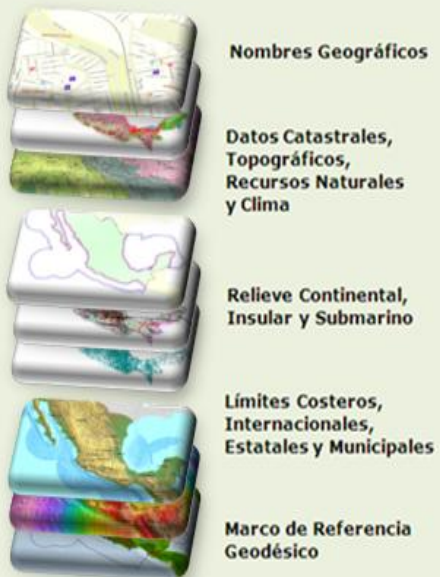 Nombres Geográficos
Datos Catastrales,
Topográficos,
Recursos Naturales
y Clima
Relieve Continental,
Insular y Submarino
Límites Costeros,
Internacionales,
Estatales y Municipales
Marco de Referencia
Geodésico